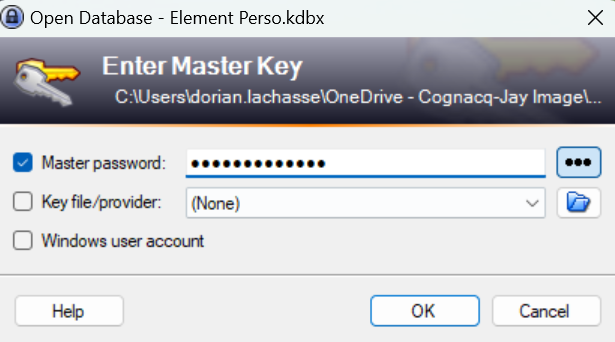 Open Database - Element Perso.kdbx
Enter Master Key
C:\Users\dorian.lachasse\OneDrive - Cognacq-Jay Image\...
Master password: •••••••••••••
Key file/provider: (None)
Windows user account
Help OK Cancel